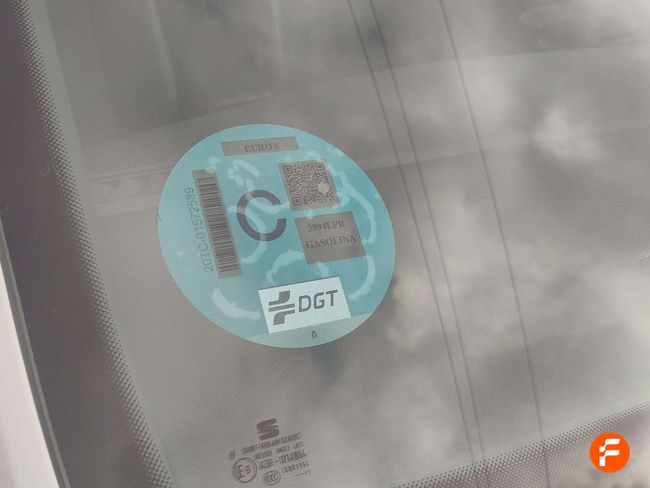 EURO 6
20TC-01572589
C
3894LPR
GASOLINA
DGT